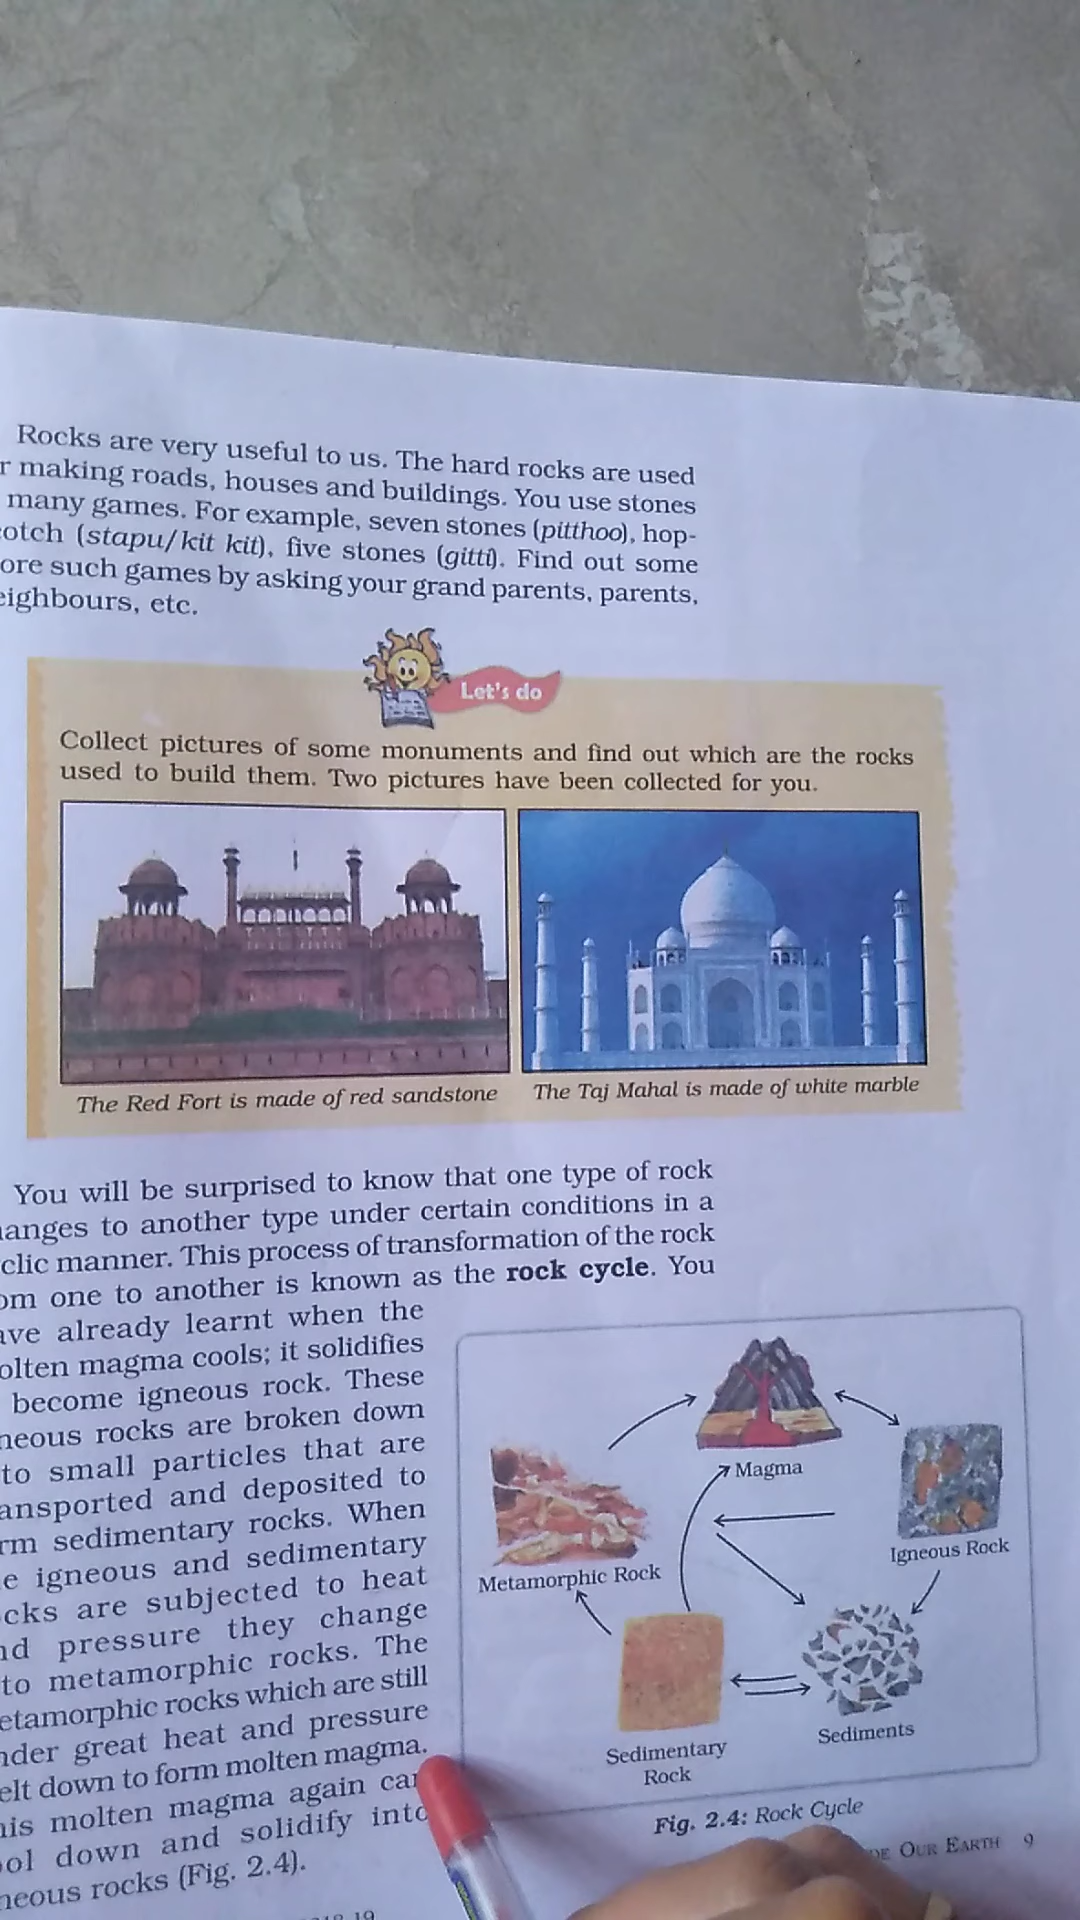 Rocks are very useful to us. The hard rocks are used
r making roads, houses and buildings. You use stones
many games. For example, seven stones (pitthoo), hop-
otch (stapu/kit kit), five stones (gitti). Find out some
ore such games by asking your grand parents, parents,
eighbours, etc.
Let's do
Collect pictures of some monuments and find out which are the rocks
used to build them. Two pictures have been collected for you.
The Red Fort is made of red sandstone
The Taj Mahal is made of white marble
You will be surprised to know that one type of rock
anges to another type under certain conditions in a
clic manner. This process of transformation of the rock
om one to another is known as the rock cycle. You
ave already learnt when the
olten magma cools; it solidifies
become igneous rock. These
neous rocks are broken down
to small particles that are
ansported and deposited to
rm sedimentary rocks. When
e igneous and sedimentary
cks are subjected to heat
nd pressure they change
to metamorphic rocks. The
etamorphic rocks which are still
nder great heat and pressure
elt down to form molten magma.
is molten magma again can
ol down and solidify into
neous rocks (Fig. 2.4).
Magma
Igneous Rock
Metamorphic Rock
Sediments
Sedimentary
Rock
Fig. 2.4: Rock Cycle
DE OUR EARTH 9